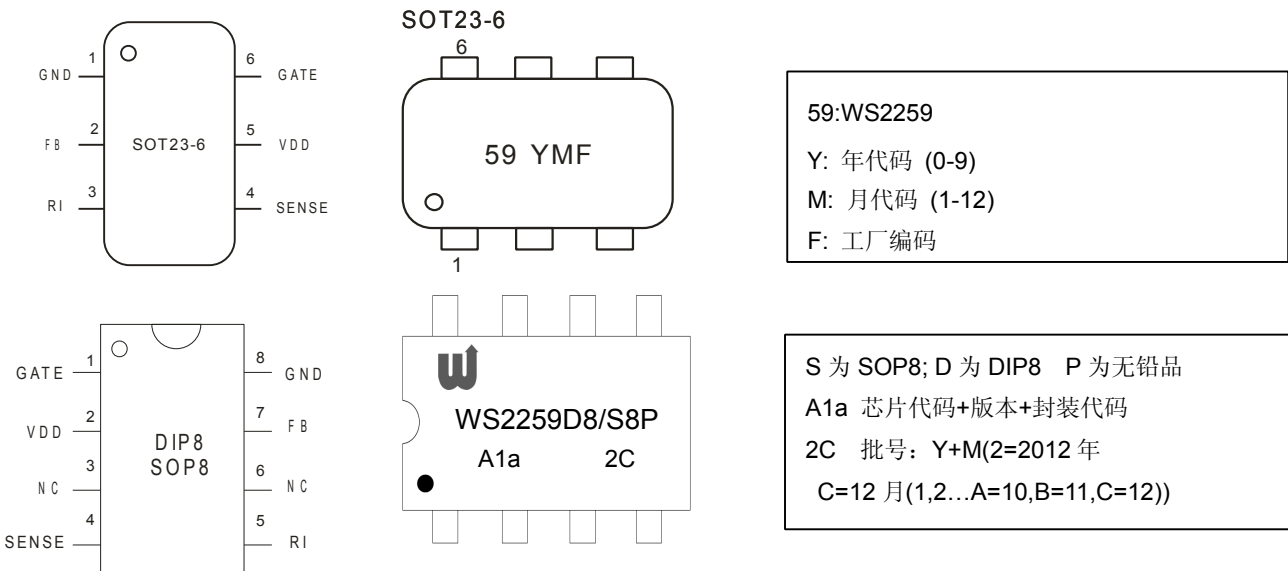 1
GND
2
FB
3
RI
SOT23-6
6
GATE
5
VDD
4
SENSE
SOT23-6
6
59 YMF
1
59:WS2259
Y: 年代码 (0-9)
M: 月代码 (1-12)
F: 工厂编码
1
GATE
2
VDD
3
NC
4
SENSE
DIP8
SOP8
8
GND
7
FB
6
NC
5
RI
WS2259D8/S8P
A1a 2C
S 为 SOP8; D 为 DIP8 P 为无铅品
A1a 芯片代码+版本+封装代码
2C 批号：Y+M(2=2012 年
C=12 月(1,2…A=10,B=11,C=12))